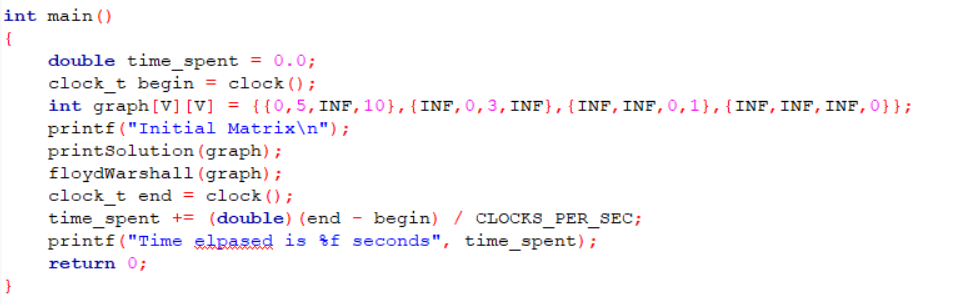 int main()
{
    double time_spent = 0.0;
    clock_t begin = clock();
    int graph[V][V] = {{0,5,INF,10},{INF,0,3,INF},{INF,INF,0,1},{INF,INF,INF,0}};
    printf("Initial Matrix\n");
    printSolution(graph);
    floydWarshall(graph);
    clock_t end = clock();
    time_spent += (double)(end - begin) / CLOCKS_PER_SEC;
    printf("Time elpased is %f seconds", time_spent);
    return 0;
}